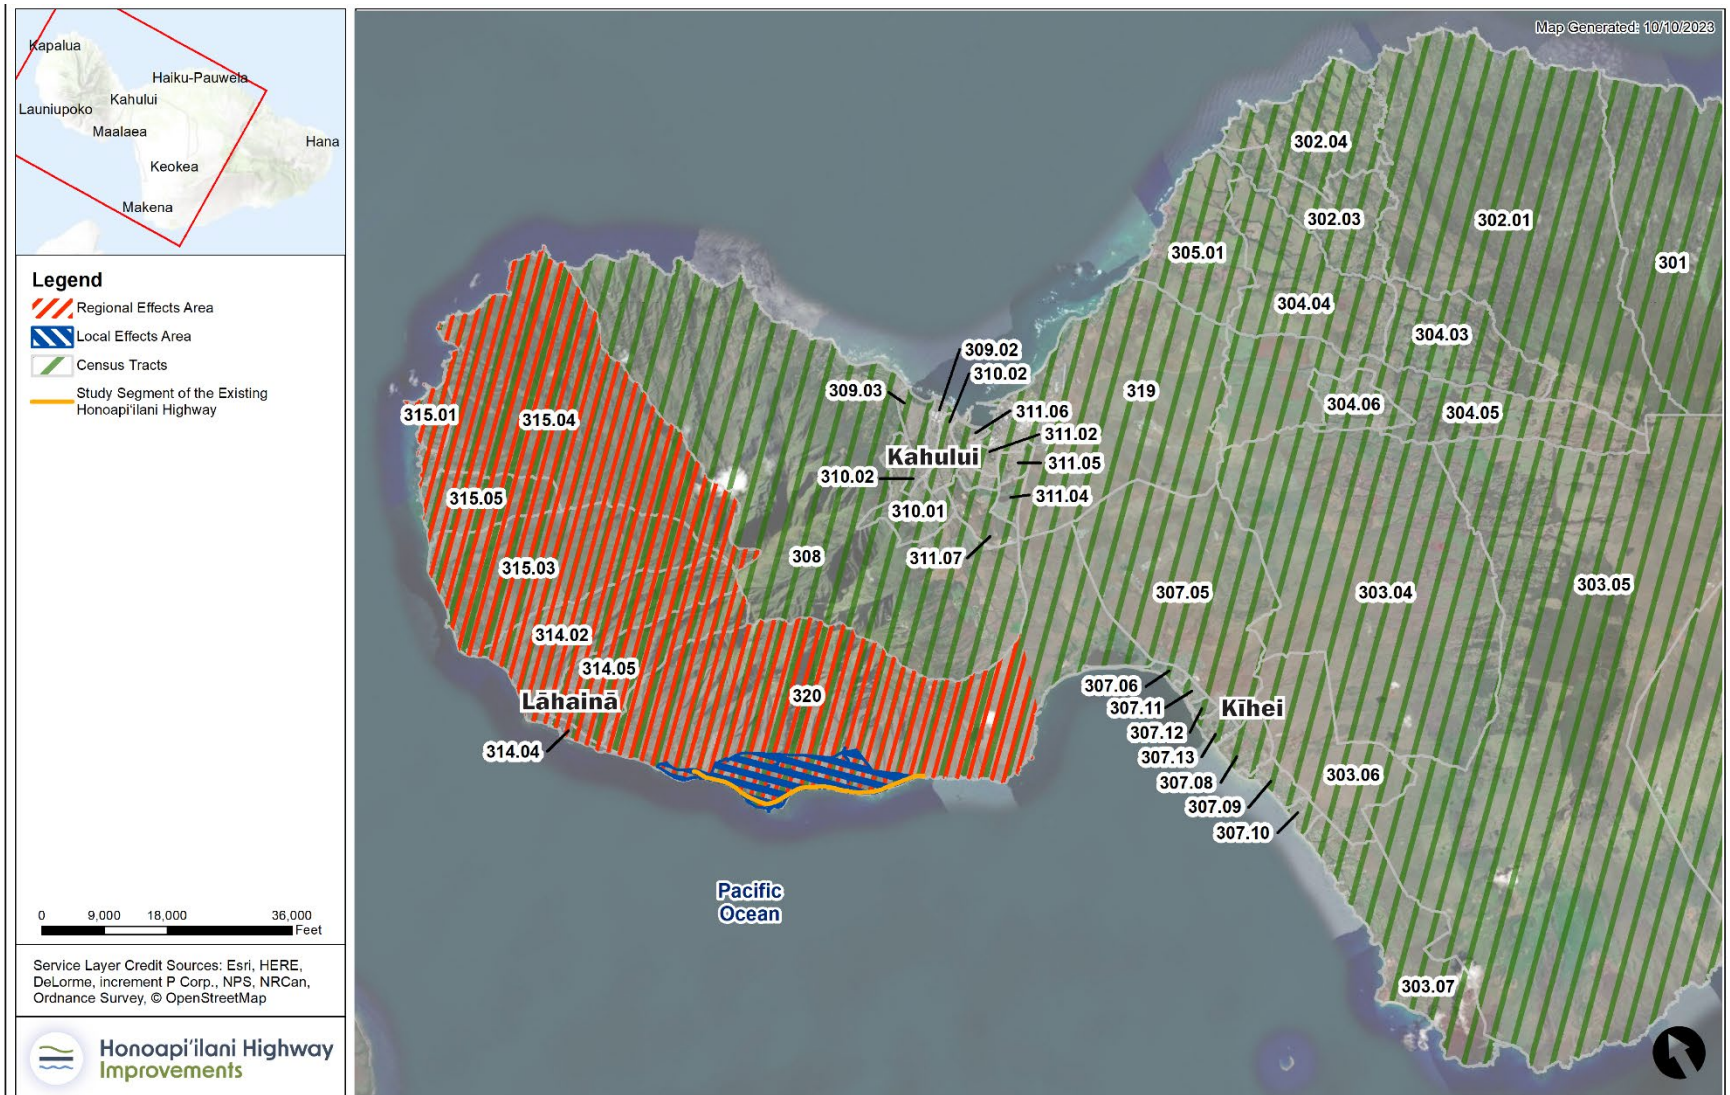 Kapalua
Haiku-Pauwela
Kahului
Launiupoko
Maalaea
Hana
Keokea
Makena
Legend
Regional Effects Area
Local Effects Area
Census Tracts
Study Segment of the Existing
Honoapiʻilani Highway
0 9,000 18,000 36,000
Feet
Service Layer Credit Sources: Esri, HERE,
DeLorme, increment P Corp., NPS, NRCan,
Ordnance Survey, © OpenStreetMap
Honoapiʻilani Highway
Improvements
Map Generated: 10/10/2023
302.04
302.03
302.01
305.01
301
304.04
304.03
309.02
310.02
309.03
319
304.06
304.05
311.06
315.01
315.04
311.02
Kahului
311.05
310.02
315.05
311.04
310.01
308
311.07
315.03
307.05
303.04
303.05
314.02
314.05
320
Lāhainā
307.06
307.11
Kīhei
307.12
314.04
307.13
303.06
307.08
307.09
307.10
Pacific
Ocean
303.07